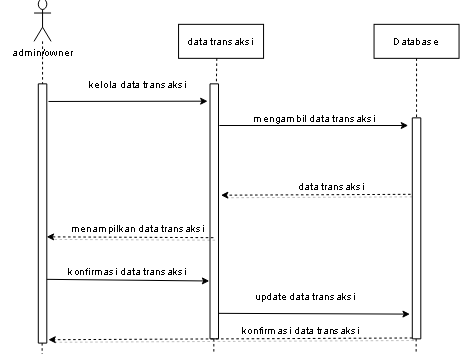 admin/owner
data transaksi
Database
kelola data transaksi
mengambil data transaksi
data transaksi
menampilkan data transaksi
konfirmasi data transaksi
update data transaksi
konfirmasi data transaksi